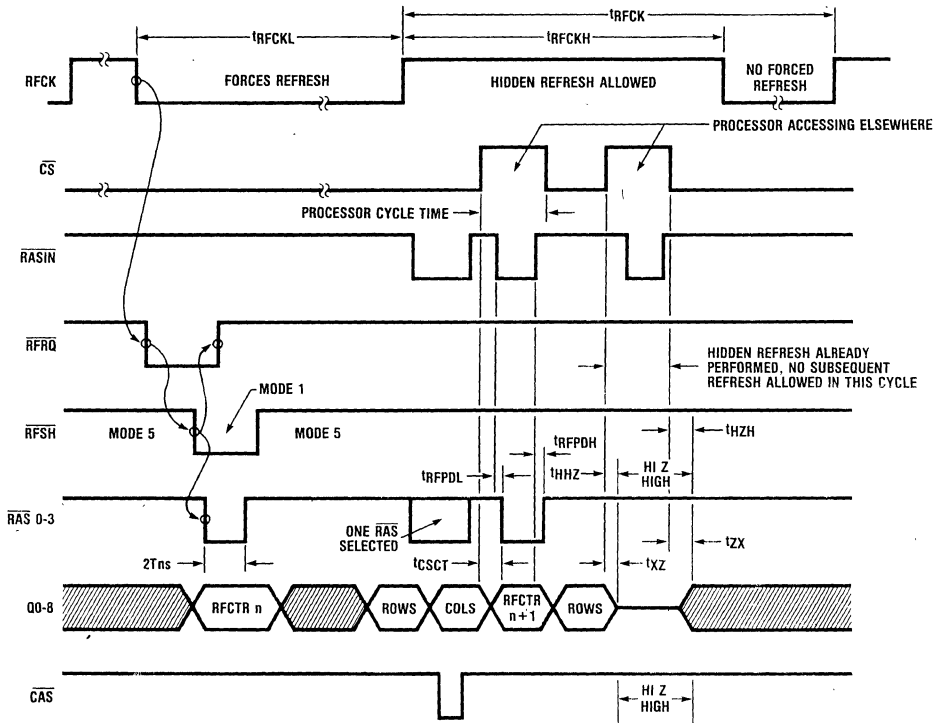 tRFCK
tRFCKL
tRFCKH
RFCK
FORCES REFRESH
HIDDEN REFRESH ALLOWED
NO FORCED
REFRESH
PROCESSOR ACCESSING ELSEWHERE
CS
PROCESSOR CYCLE TIME
RASIN
RFRQ
HIDDEN REFRESH ALREADY
PERFORMED, NO SUBSEQUENT
REFRESH ALLOWED IN THIS CYCLE
MODE 1
RFSH
MODE 5
MODE 5
tRFPDH
tHZH
tRFPDL
tHHZ
HI Z
HIGH
RAS 0-3
ONE RAS
SELECTED
2Tns
tCSCT
tXZ
tZX
Q0-8
RFCTR n
ROWS
COLS
RFCTR
n+1
ROWS
CAS
HI Z
HIGH